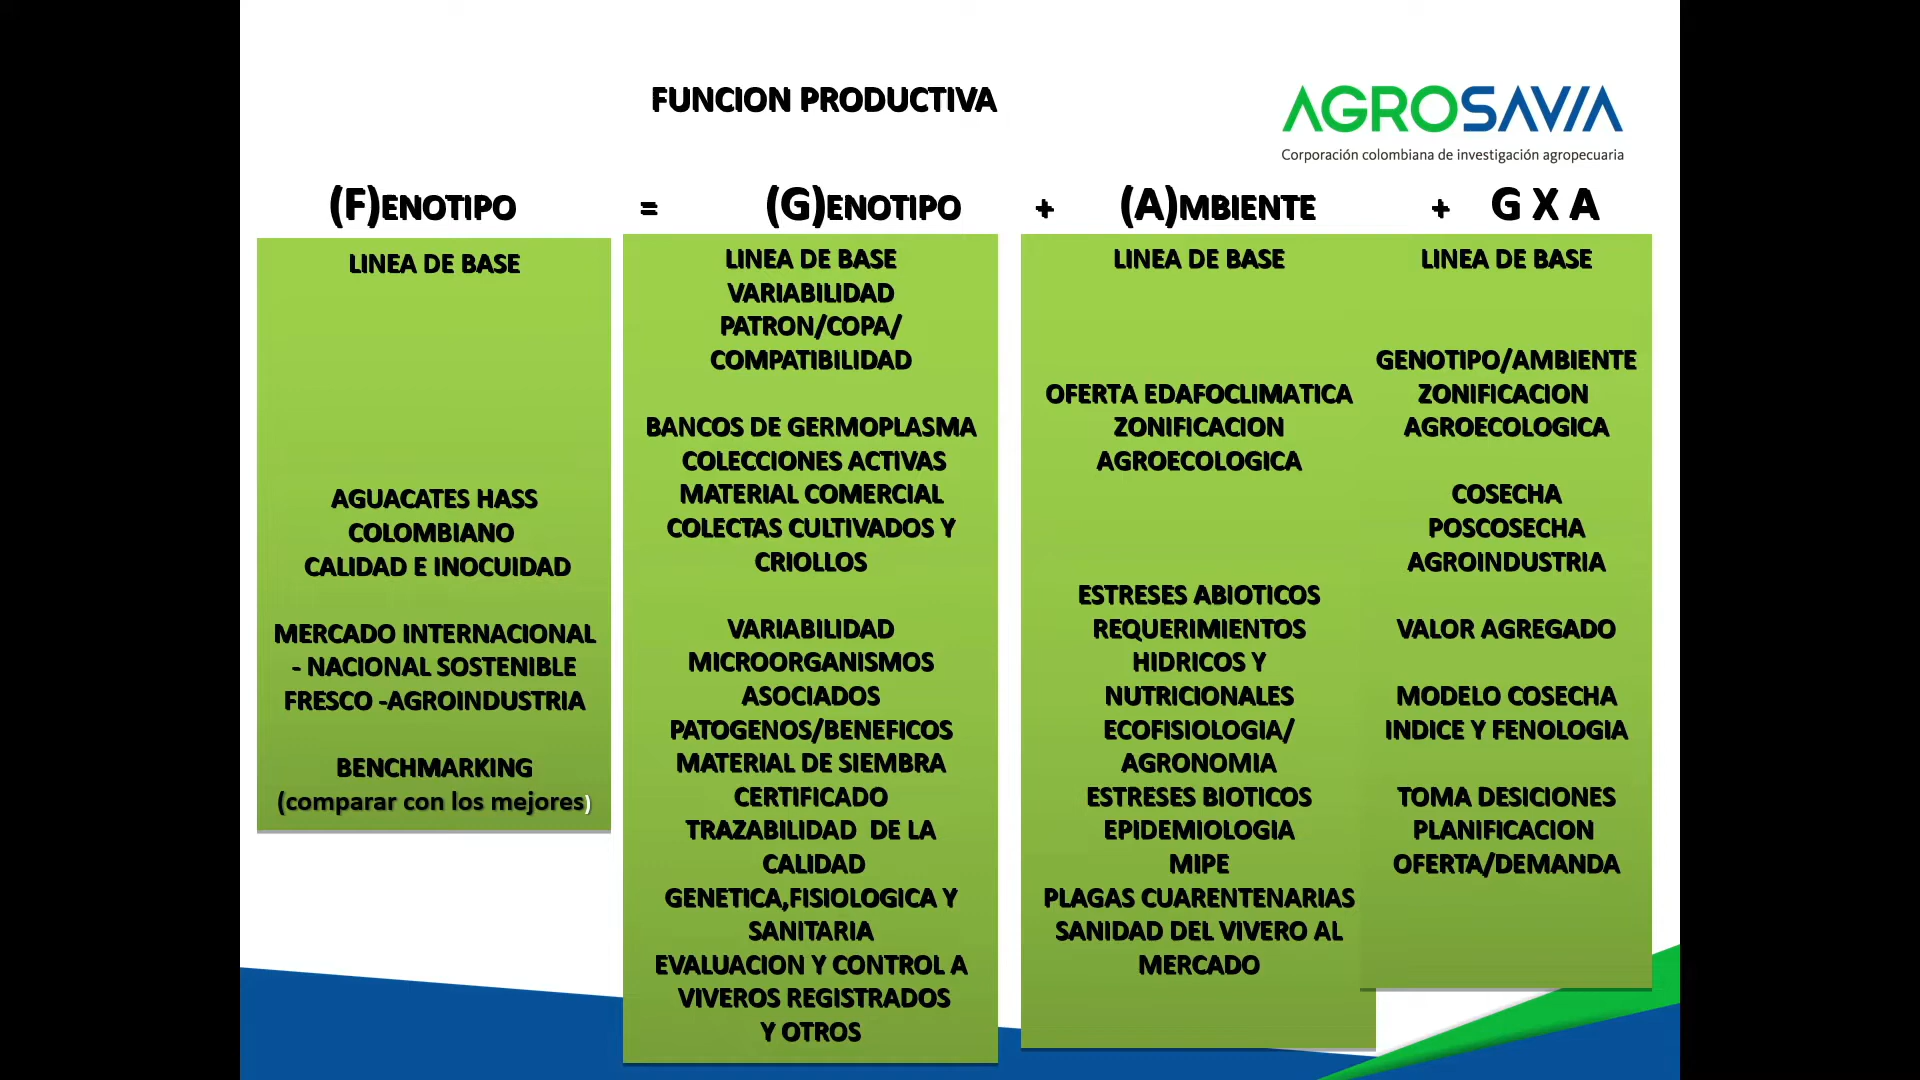 FUNCION PRODUCTIVA
AGROSAVIA
Corporación colombiana de investigación agropecuaria
(F)ENOTIPO = (G)ENOTIPO + (A)MBIENTE + G X A
LINEA DE BASE
AGUACATES HASS
COLOMBIANO
CALIDAD E INOCUIDAD
MERCADO INTERNACIONAL
- NACIONAL SOSTENIBLE
FRESCO -AGROINDUSTRIA
BENCHMARKING
(comparar con los mejores)
LINEA DE BASE
VARIABILIDAD
PATRON/COPA/
COMPATIBILIDAD
BANCOS DE GERMOPLASMA
COLECCIONES ACTIVAS
MATERIAL COMERCIAL
COLECTAS CULTIVADOS Y
CRIOLLOS
VARIABILIDAD
MICROORGANISMOS
ASOCIADOS
PATOGENOS/BENEFICOS
MATERIAL DE SIEMBRA
CERTIFICADO
TRAZABILIDAD DE LA
CALIDAD
GENETICA,FISIOLOGICA Y
SANITARIA
EVALUACION Y CONTROL A
VIVEROS REGISTRADOS
Y OTROS
LINEA DE BASE
OFERTA EDAFOCLIMATICA
ZONIFICACION
AGROECOLOGICA
ESTRESES ABIOTICOS
REQUERIMIENTOS
HIDRICOS Y
NUTRICIONALES
ECOFISIOLOGIA/
AGRONOMIA
ESTRESES BIOTICOS
EPIDEMIOLOGIA
MIPE
PLAGAS CUARENTENARIAS
SANIDAD DEL VIVERO AL
MERCADO
LINEA DE BASE
GENOTIPO/AMBIENTE
ZONIFICACION
AGROECOLOGICA
COSECHA
POSCOSECHA
AGROINDUSTRIA
VALOR AGREGADO
MODELO COSECHA
INDICE Y FENOLOGIA
TOMA DESICIONES
PLANIFICACION
OFERTA/DEMANDA